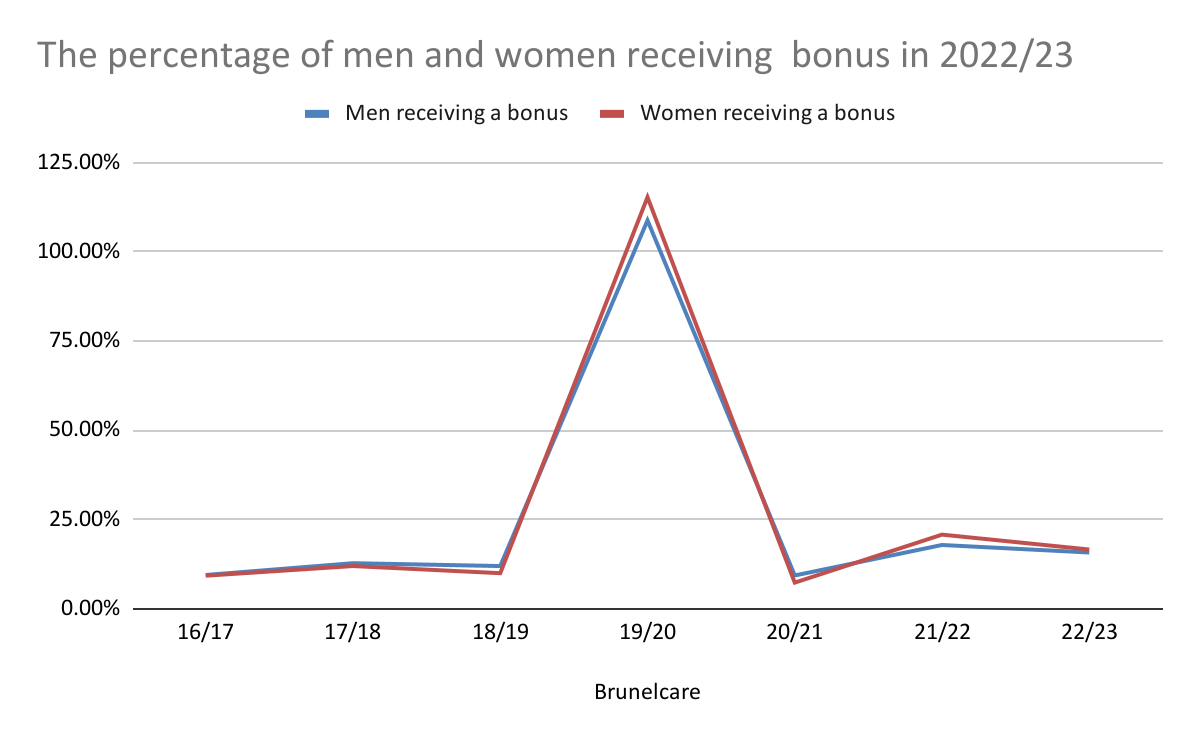 The percentage of men and women receiving  bonus in 2022/23
Men receiving a bonus Women receiving a bonus
125.00%
100.00%
75.00%
50.00%
25.00%
0.00%
16/17 17/18 18/19 19/20 20/21 21/22 22/23
Brunelcare